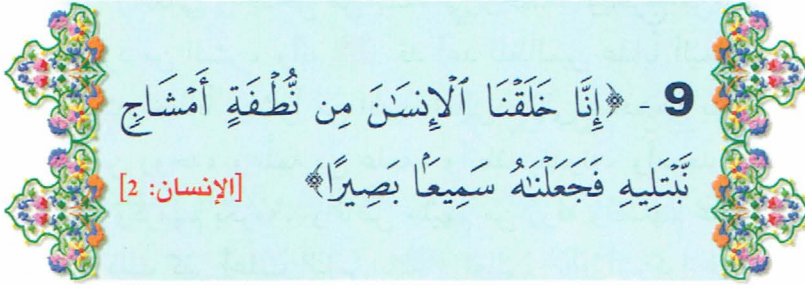 9 - ﴿إِنَّا خَلَقْنَا ٱلْإِنسَٰنَ مِن نُّطْفَةٍ أَمْشَاجٍ
نَّبْتَلِيهِ فَجَعَلْنَٰهُ سَمِيعًۢا بَصِيرًا﴾ [الإنسان: 2]